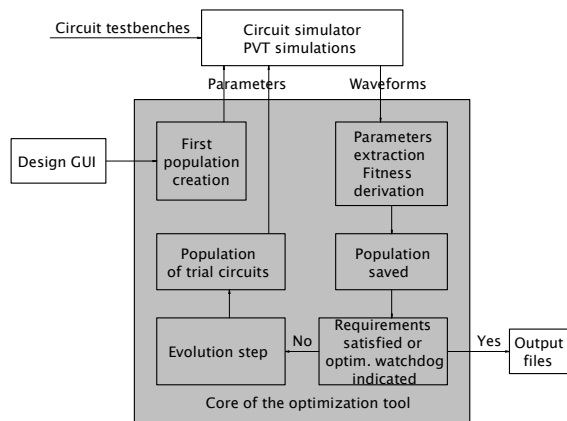 Circuit testbenches
Circuit simulator
PVT simulations
Parameters
Waveforms
Design GUI
First
population
creation
Parameters
extraction
Fitness
derivation
Population
of trial circuits
Population
saved
Evolution step
No
Requirements
satisfied or
optim. watchdog
indicated
Yes
Output
files
Core of the optimization tool